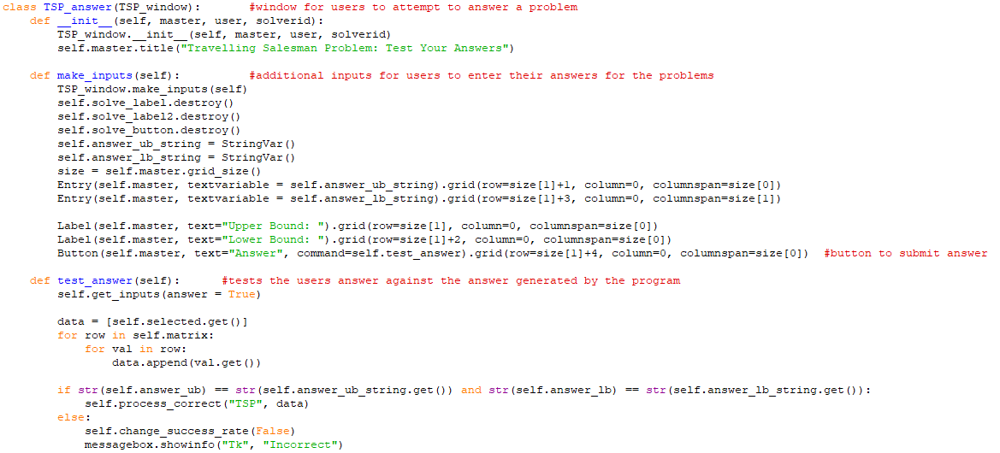 class TSP_answer(TSP_window):       #window for users to attempt to answer a problem
    def __init__(self, master, user, solverid):
        TSP_window.__init__(self, master, user, solverid)
        self.master.title("Travelling Salesman Problem: Test Your Answers")

    def make_inputs(self):          #additional inputs for users to enter their answers for the problems
        TSP_window.make_inputs(self)
        self.solve_label.destroy()
        self.solve_label2.destroy()
        self.solve_button.destroy()
        self.answer_ub_string = StringVar()
        self.answer_lb_string = StringVar()
        size = self.master.grid_size()
        Entry(self.master, textvariable = self.answer_ub_string).grid(row=size[1]+1, column=0, columnspan=size[0])
        Entry(self.master, textvariable = self.answer_lb_string).grid(row=size[1]+3, column=0, columnspan=size[1])

        Label(self.master, text="Upper Bound: ").grid(row=size[1], column=0, columnspan=size[0])
        Label(self.master, text="Lower Bound: ").grid(row=size[1]+2, column=0, columnspan=size[0])
        Button(self.master, text="Answer", command=self.test_answer).grid(row=size[1]+4, column=0, columnspan=size[0])  #button to submit answer

    def test_answer(self):      #tests the users answer against the answer generated by the program
        self.get_inputs(answer = True)

        data = [self.selected.get()]
        for row in self.matrix:
            for val in row:
                data.append(val.get())

        if str(self.answer_ub) == str(self.answer_ub_string.get()) and str(self.answer_lb) == str(self.answer_lb_string.get()):
            self.process_correct("TSP", data)
        else:
            self.change_success_rate(False)
            messagebox.showinfo("Tk", "Incorrect")